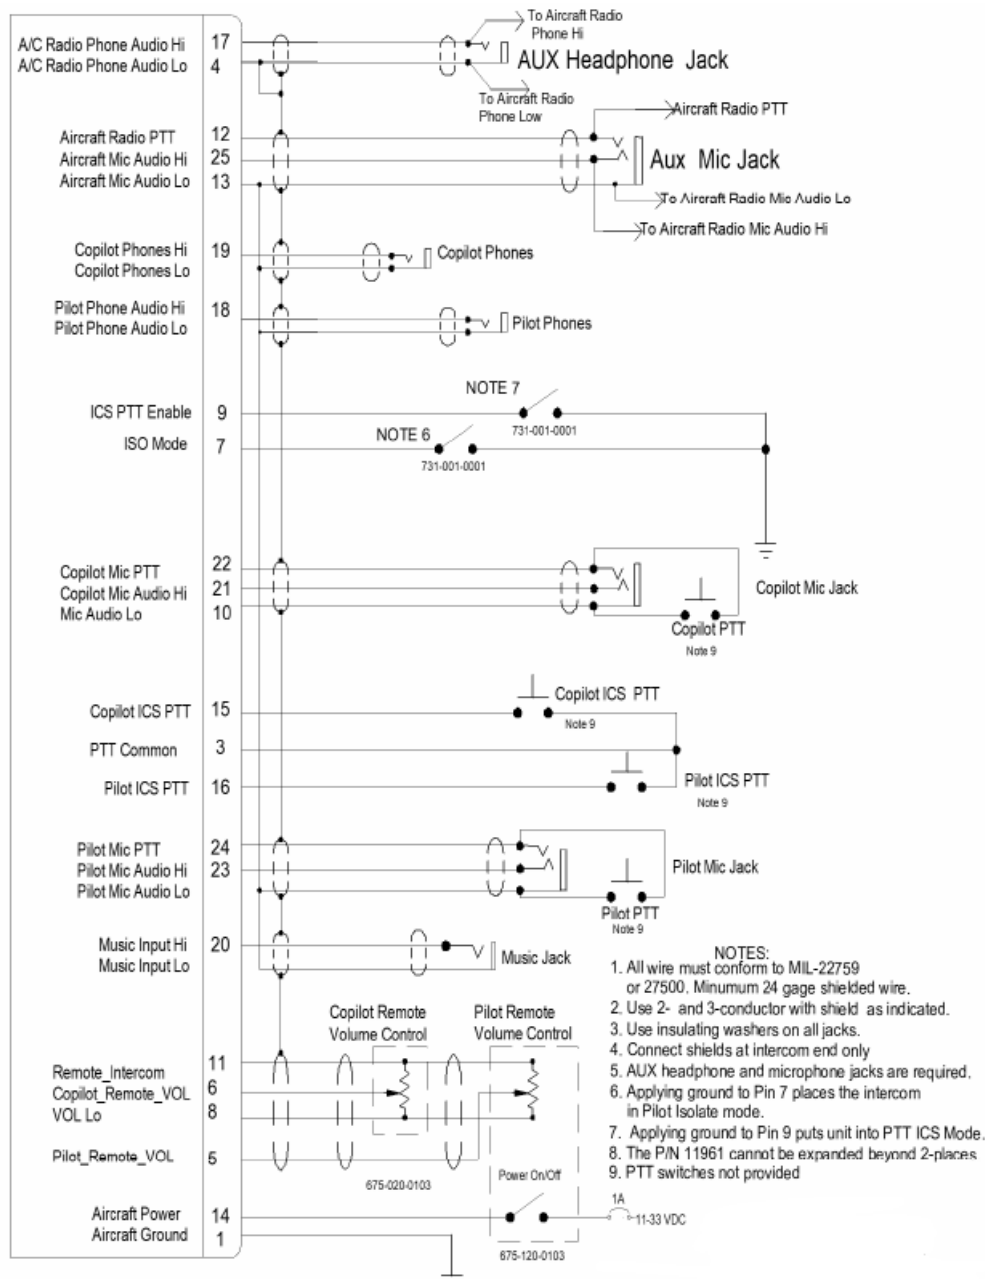 To Aircraft Radio
Phone Hi
A/C Radio Phone Audio Hi 17
A/C Radio Phone Audio Lo 4
AUX Headphone Jack
To Aircraft Radio
Phone Low
Aircraft Radio PTT
Aircraft Radio PTT 12
Aircraft Mic Audio Hi 25
Aircraft Mic Audio Lo 13
Aux Mic Jack
To Aircraft Radio Mic Audio Lo
To Aircraft Radio Mic Audio Hi
Copilot Phones Hi 19
Copilot Phones Lo
Copilot Phones
Pilot Phone Audio Hi 18
Pilot Phone Audio Lo
Pilot Phones
NOTE 7
ICS PTT Enable 9
731-001-0001
NOTE 6
ISO Mode 7
731-001-0001
Copilot Mic PTT 22
Copilot Mic Audio Hi 21
Mic Audio Lo 10
Copilot Mic Jack
Copilot PTT
Note 9
Copilot ICS PTT
Copilot ICS PTT 15
Note 9
PTT Common 3
Pilot ICS PTT 16
Pilot ICS PTT
Note 9
Pilot Mic PTT 24
Pilot Mic Audio Hi 23
Pilot Mic Audio Lo
Pilot Mic Jack
Pilot PTT
Note 9
Music Input Hi 20
Music Input Lo
Music Jack
Copilot Remote
Volume Control
Pilot Remote
Volume Control
Remote_Intercom 11
Copilot_Remote_VOL 6
VOL Lo 8
Pilot_Remote_VOL 5
675-020-0103
Power On/Off
Aircraft Power 14
Aircraft Ground 1
1A
11-33 VDC
675-120-0103
NOTES:
1. All wire must conform to MIL-22759
or 27500. Minumum 24 gage shielded wire.
2. Use 2- and 3-conductor with shield as indicated.
3. Use insulating washers on all jacks.
4. Connect shields at intercom end only
5. AUX headphone and microphone jacks are required.
6. Applying ground to Pin 7 places the intercom
in Pilot Isolate mode.
7. Applying ground to Pin 9 puts unit into PTT ICS Mode.
8. The P/N 11961 cannot be expanded beyond 2-places
9. PTT switches not provided